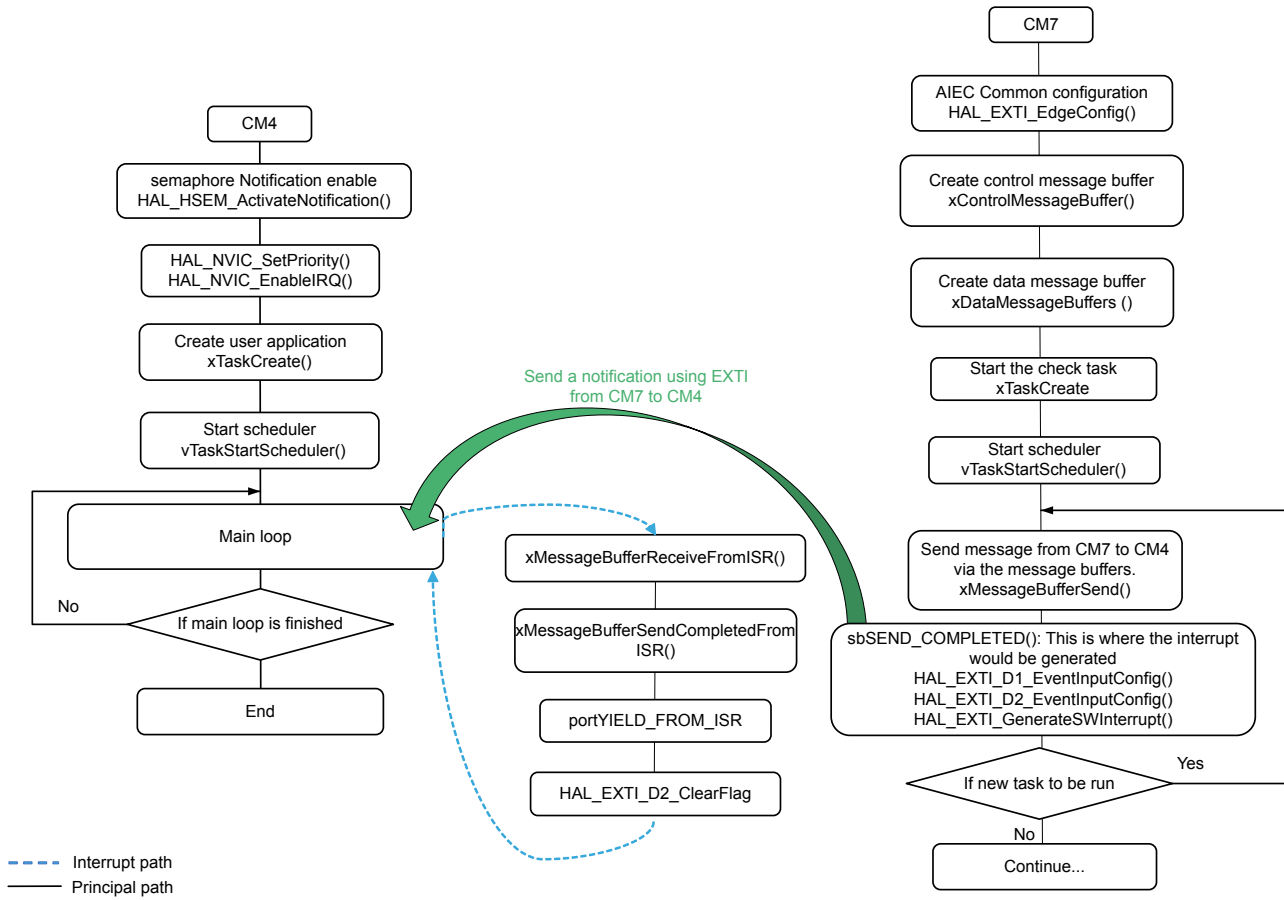 CM4
semaphore Notification enable
HAL_HSEM_ActivateNotification()
HAL_NVIC_SetPriority()
HAL_NVIC_EnableIRQ()
Create user application
xTaskCreate()
Start scheduler
vTaskStartScheduler()
Main loop
No
If main loop is finished
End
Send a notification using EXTI
from CM7 to CM4
xMessageBufferReceiveFromISR()
xMessageBufferSendCompletedFrom
ISR()
portYIELD_FROM_ISR
HAL_EXTI_D2_ClearFlag
CM7
AIEC Common configuration
HAL_EXTI_EdgeConfig()
Create control message buffer
xControlMessageBuffer()
Create data message buffer
xDataMessageBuffers ()
Start the check task
xTaskCreate
Start scheduler
vTaskStartScheduler()
Send message from CM7 to CM4
via the message buffers.
xMessageBufferSend()
sbSEND_COMPLETED(): This is where the interrupt
would be generated
HAL_EXTI_D1_EventInputConfig()
HAL_EXTI_D2_EventInputConfig()
HAL_EXTI_GenerateSWInterrupt()
If new task to be run
Yes
No
Continue...
Interrupt path
Principal path